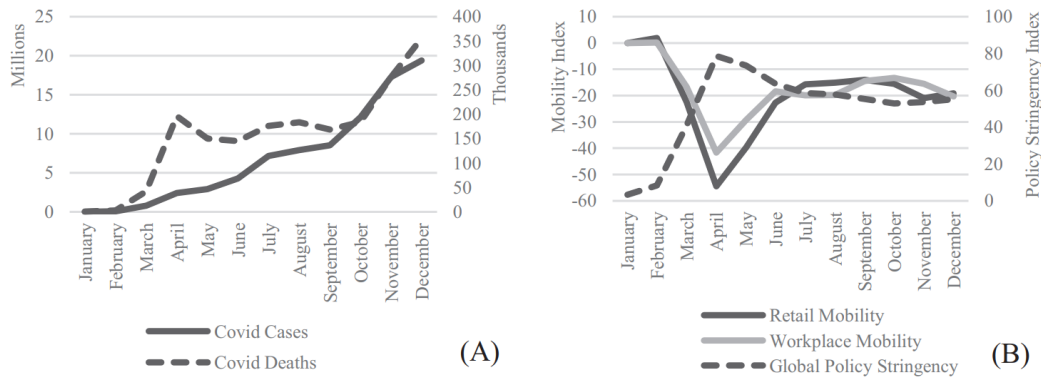 Millions
25
20
15
10
5
0
400
350
300
250
200
150
100
50
0
Thousands
January
February
March
April
May
June
July
August
September
October
November
December
Covid Cases
Covid Deaths
(A)
Mobility Index
10
0
-10
-20
-30
-40
-50
-60
100
80
60
40
20
0
Policy Stringerncy Index
January
February
March
April
May
June
July
August
September
October
November
December
Retail Mobility
Workplace Mobility
Global Policy Stringency
(B)